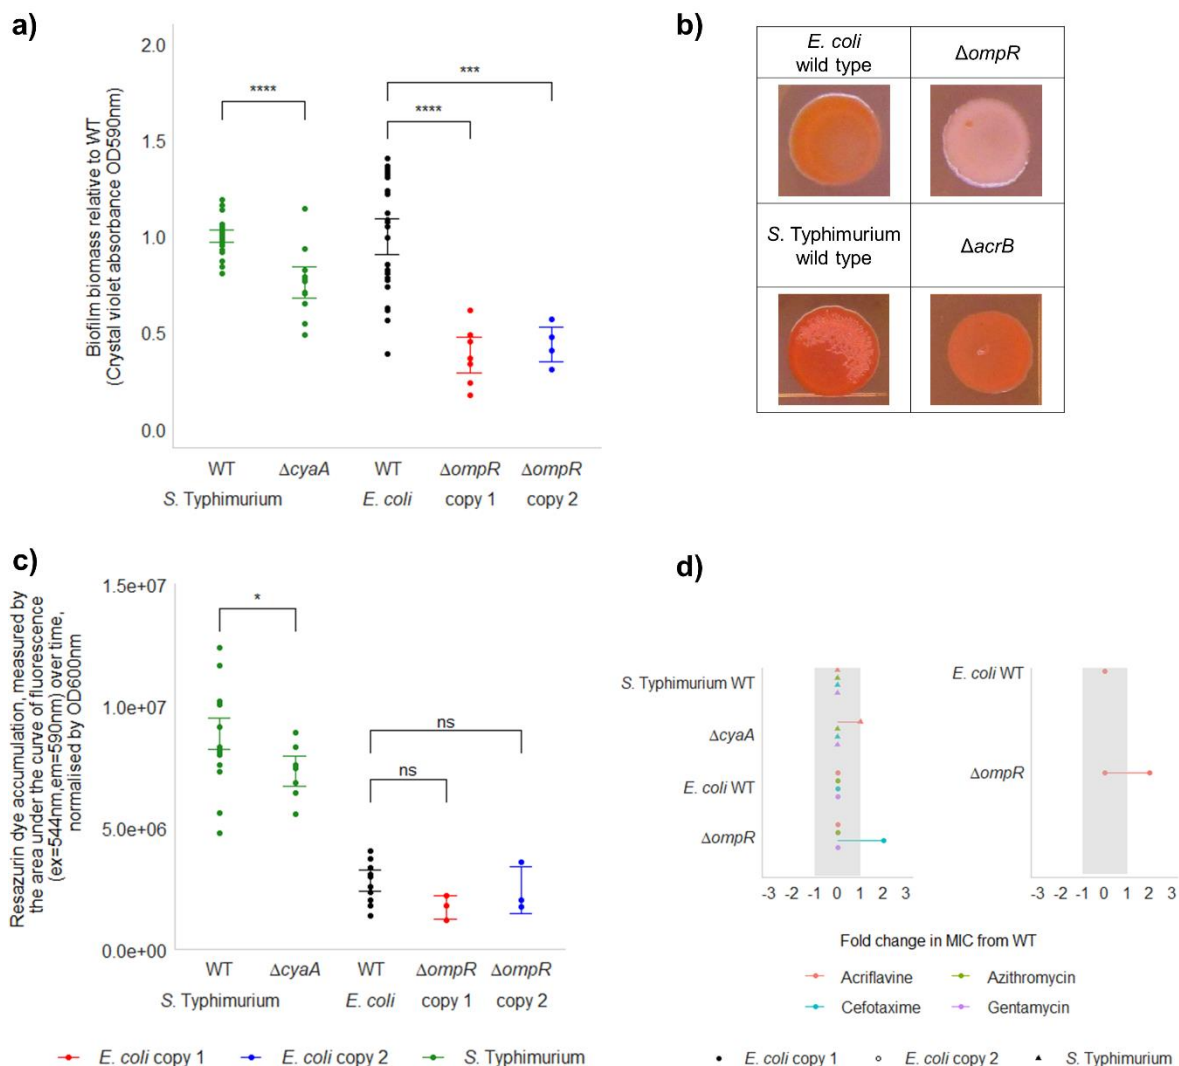 a)
2.0
1.5
1.0
0.5
0.0
Biofilm biomass relative to WT
(Crystal violet absorbance OD590nm)
****
***
****
WT ΔcyaA WT ΔompR ΔompR
S. Typhimurium E. coli copy 1 copy 2
b)
E. coli
wild type
ΔompR
S. Typhimurium
wild type
ΔacrB
c)
1.5e+07
1.0e+07
5.0e+06
0.0e+00
Resazurin dye accumulation, measured by
the area under the curve of fluorescence
(ex=544nm,em=590nm) over time,
normalised by OD600nm
*
ns
ns
WT ΔcyaA WT ΔompR ΔompR
S. Typhimurium E. coli copy 1 copy 2
E. coli copy 1 E. coli copy 2 S. Typhimurium
d)
S. Typhimurium WT
ΔcyaA
E. coli WT
ΔompR
-3 -2 -1 0 1 2 3
E. coli WT
ΔompR
-3 -2 -1 0 1 2 3
Fold change in MIC from WT
Acriflavine Azithromycin
Cefotaxime Gentamycin
E. coli copy 1 E. coli copy 2 S. Typhimurium